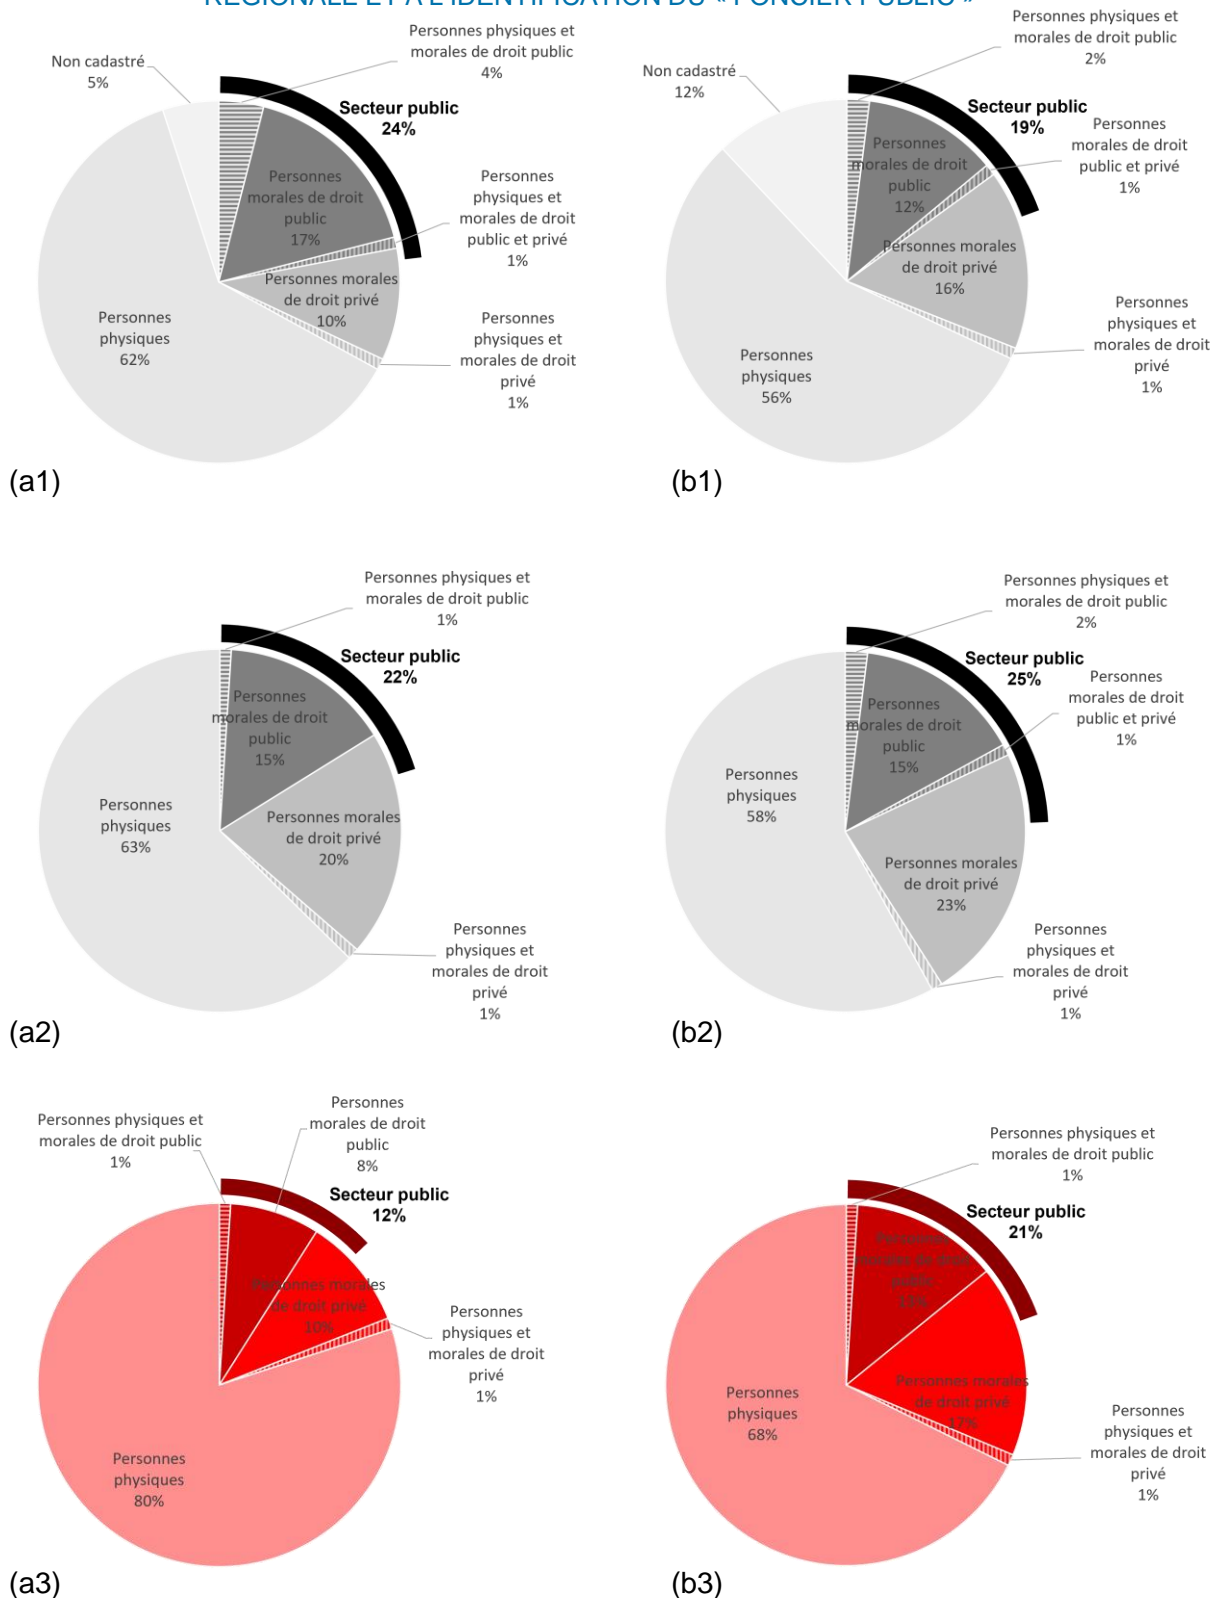 RÉGIONALE ET À L'IDENTIFICATION DU « FONCIER PUBLIC »
Personnes physiques et
morales de droit public
4%
Non cadastré
5%
Secteur public
24%
Personnes
morales de droit
public
17%
Personnes
physiques et
morales de droit
public et privé
1%
Personnes morales
de droit privé
10%
Personnes
physiques et
morales de droit
privé
1%
Personnes
physiques
62%
(a1)
Personnes physiques et
morales de droit public
2%
Non cadastré
12%
Secteur public
19%
Personnes
morales de droit
public et privé
1%
Personnes
morales de droit
public
12%
Personnes morales
de droit privé
16%
Personnes
physiques et
morales de droit
privé
1%
Personnes
physiques
56%
(b1)
Personnes physiques et
morales de droit public
1%
Secteur public
22%
Personnes
morales de droit
public
15%
Personnes
physiques
63%
Personnes morales
de droit privé
20%
Personnes
physiques et
morales de droit
privé
1%
(a2)
Personnes physiques et
morales de droit public
2%
Secteur public
25%
Personnes
morales de droit
public et privé
1%
Personnes
morales de droit
public
15%
Personnes
physiques
58%
Personnes morales
de droit privé
23%
Personnes
physiques et
morales de droit
privé
1%
(b2)
Personnes physiques et
morales de droit public
1%
Personnes
morales de droit
public
8%
Secteur public
12%
Personnes morales
de droit privé
10%
Personnes
physiques et
morales de droit
privé
1%
Personnes
physiques
80%
(a3)
Personnes physiques et
morales de droit public
1%
Secteur public
21%
Personnes
morales de droit
public
Personnes morales
de droit privé
17%
Personnes
physiques
68%
Personnes
physiques et
morales de droit
privé
1%
(b3)